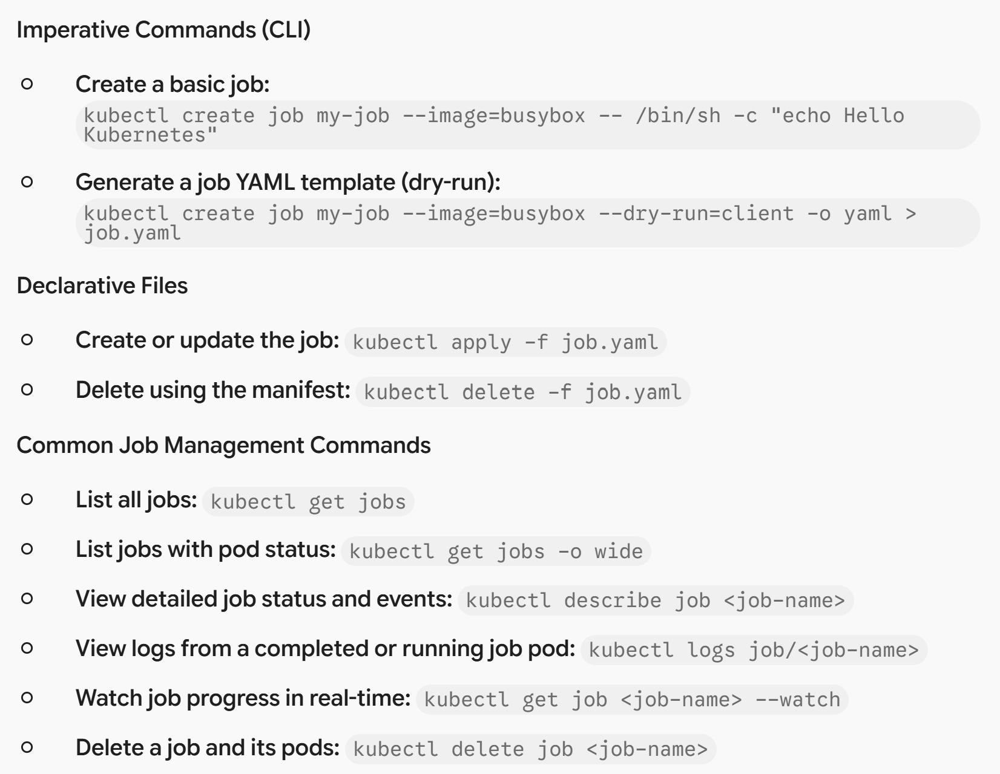 Imperative Commands (CLI)
Create a basic job:
kubectl create job my-job --image=busybox -- /bin/sh -c "echo Hello
Kubernetes"
Generate a job YAML template (dry-run):
kubectl create job my-job --image=busybox --dry-run=client -o yaml >
job.yaml
Declarative Files
Create or update the job: kubectl apply -f job.yaml
Delete using the manifest: kubectl delete -f job.yaml
Common Job Management Commands
List all jobs: kubectl get jobs
List jobs with pod status: kubectl get jobs -o wide
View detailed job status and events: kubectl describe job <job-name>
View logs from a completed or running job pod: kubectl logs job/<job-name>
Watch job progress in real-time: kubectl get job <job-name> --watch
Delete a job and its pods: kubectl delete job <job-name>